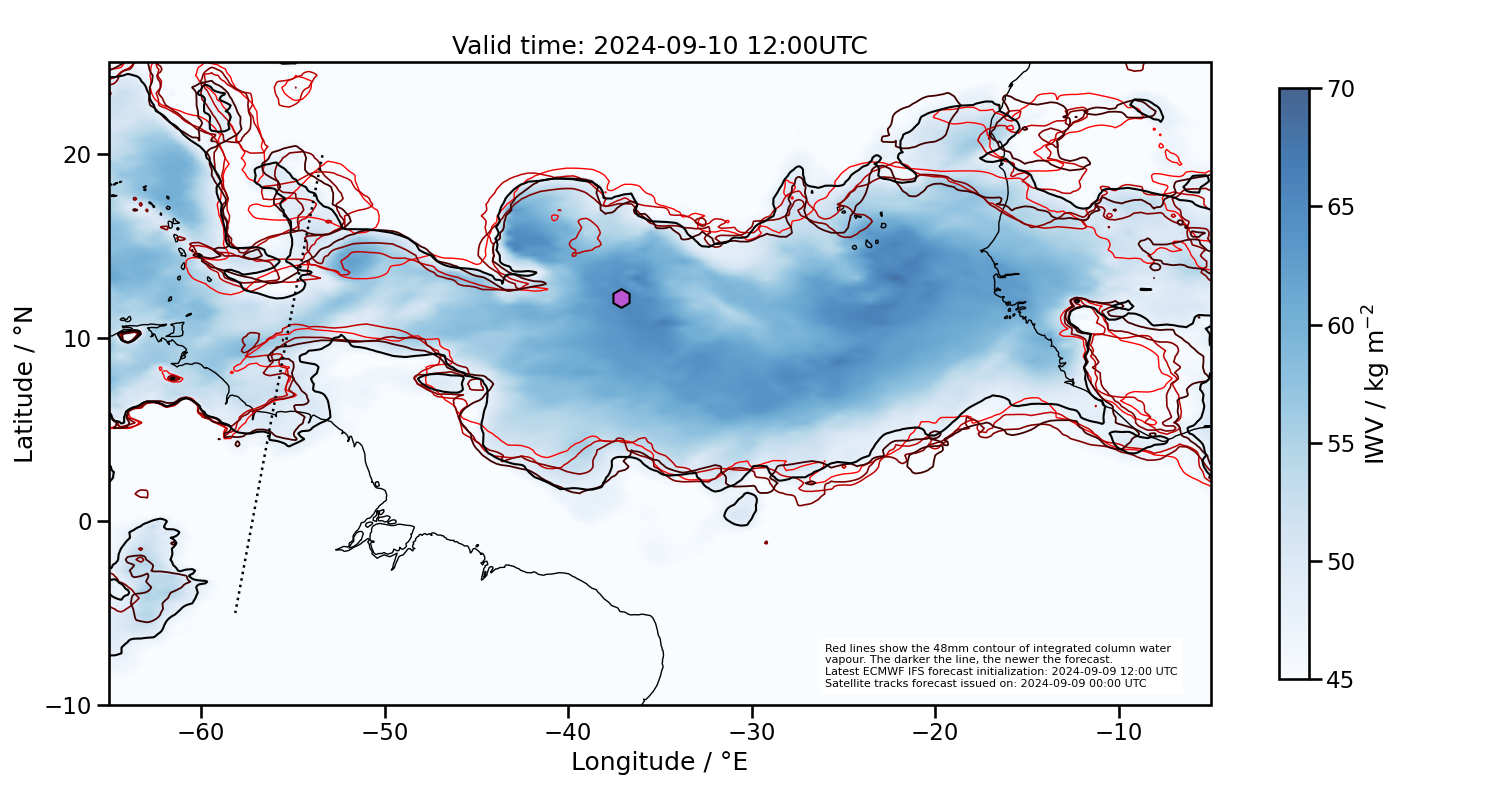 Valid time: 2024-09-10 12:00UTC
20
10
0
−10
Latitude / °N
−60
−50
−40
−30
−20
−10
Longitude / °E
Red lines show the 48mm contour of integrated column water
vapour. The darker the line, the newer the forecast.
Latest ECMWF IFS forecast initialization: 2024-09-09 12:00 UTC
Satellite tracks forecast issued on: 2024-09-09 00:00 UTC
70
65
60
55
50
45
IWV / kg m⁻²